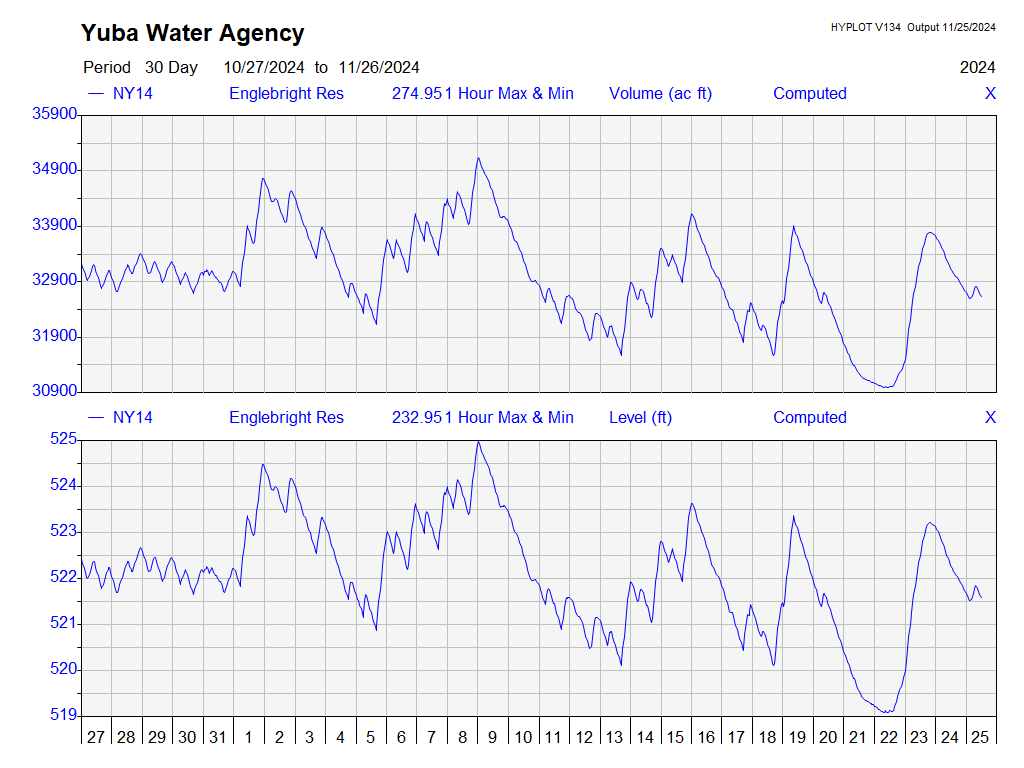 Yuba Water Agency
HYPLOT V134 Output 11/25/2024
Period 30 Day 10/27/2024 to 11/26/2024 2024
NY14 Englebright Res 274.951 Hour Max & Min Volume (ac ft) Computed X
35900
34900
33900
32900
31900
30900
NY14 Englebright Res 232.951 Hour Max & Min Level (ft) Computed X
525
524
523
522
521
520
519
27 28 29 30 31 1 2 3 4 5 6 7 8 9 10 11 12 13 14 15 16 17 18 19 20 21 22 23 24 25